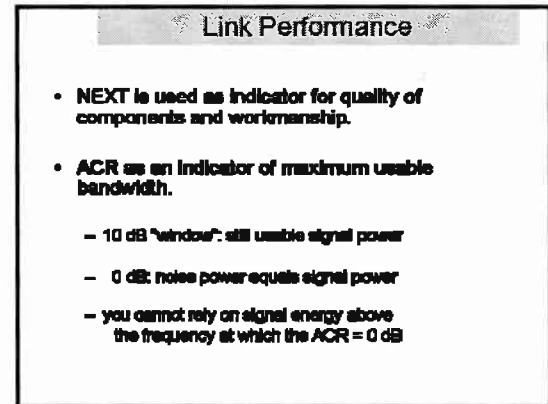 Link Performance
• NEXT is used as indicator for quality of
components and workmanship.
• ACR as an indicator of maximum usable
bandwidth.
– 10 dB "window": still usable signal power
– 0 dB: noise power equals signal power
– you cannot rely on signal energy above
the frequency at which the ACR = 0 dB